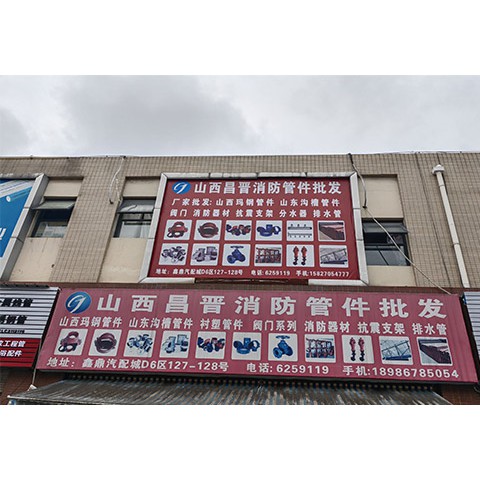 山西昌晋消防管件批发
厂家批发:山西玛钢管件 山东沟槽管件
阀门 消防器材 抗震支架 分水器 排水管
地址:鑫鼎汽配城D6区127-128号 电话:6259119 手机:15827054777
山西昌晋消防管件批发
山西玛钢管件 山东沟槽管件 衬塑管件 阀门系列 消防器材 抗震支架 排水管
地址:鑫鼎汽配城D6区127-128号 电话:6259119 手机:18986785054